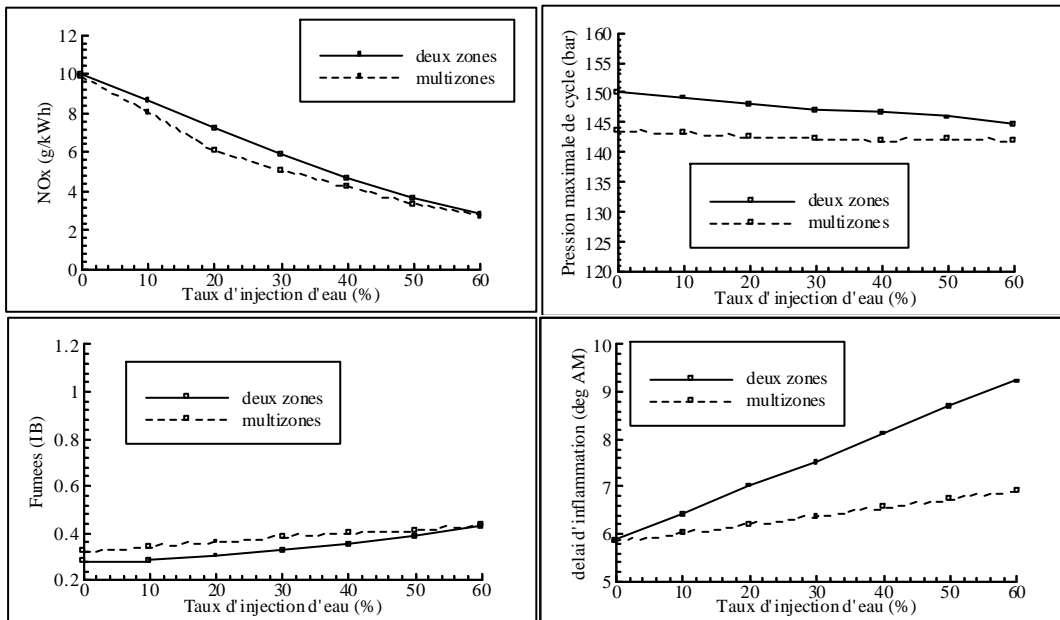 12
10
8
6
4
2
0
NOx (g/kWh)
deux zones
multizones
0 10 20 30 40 50 60
Taux d'injection d'eau (%)
160
155
150
145
140
135
130
125
120
Pression maximale de cycle (bar)
deux zones
multizones
0 10 20 30 40 50 60
Taux d'injection d'eau (%)
1.2
1
0.8
0.6
0.4
0.2
Fumees (IB)
deux zones
multizones
0 10 20 30 40 50 60
Taux d'injection d'eau (%)
10
9
8
7
6
5
delai d'inflammation (deg AM)
deux zones
multizones
0 10 20 30 40 50 60
Taux d'injection d'eau (%)